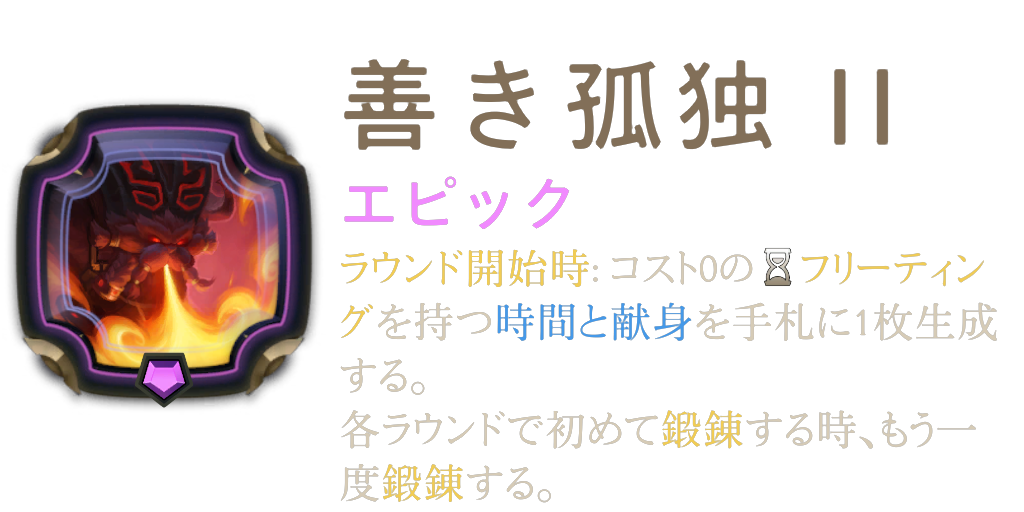 善き孤独 II
エピック
ラウンド開始時: コスト0のフリーティン
グを持つ時間と献身を手札に1枚生成
する。
各ラウンドで初めて鍛錬する時、もう一
度鍛錬する。